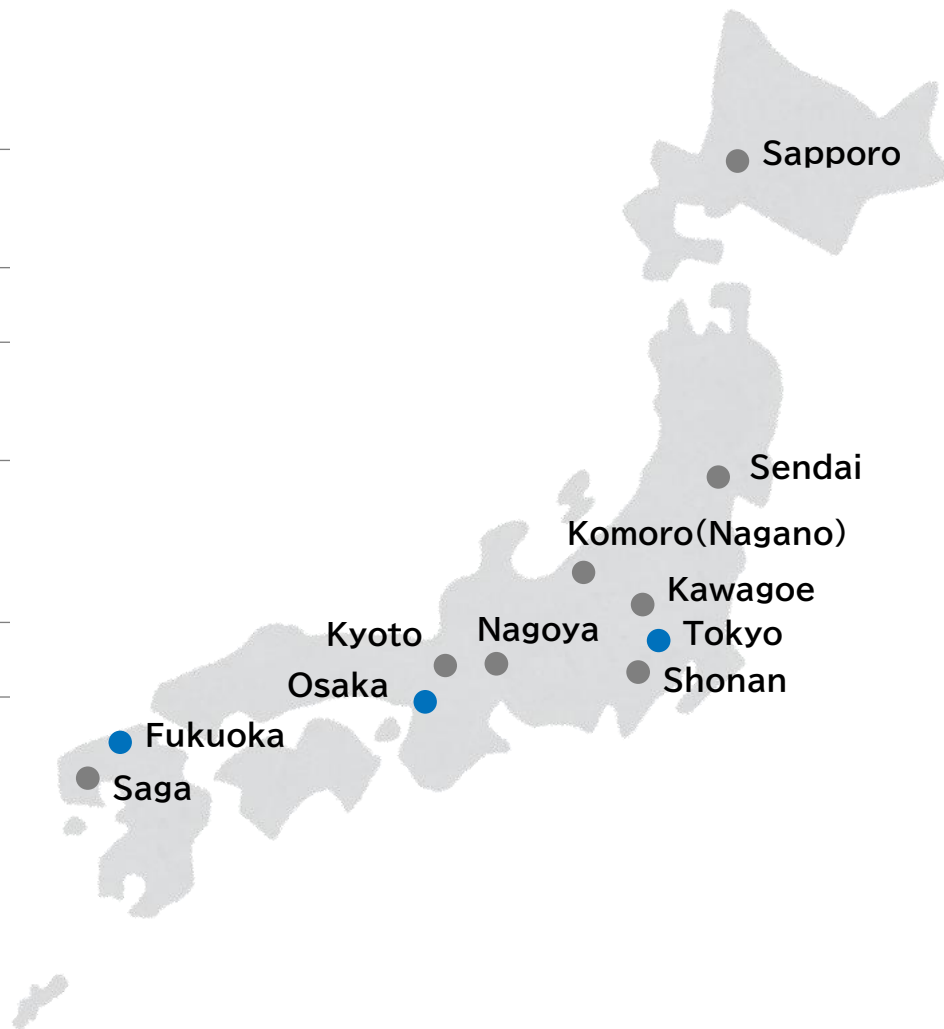 Sapporo
Sendai
Komoro(Nagano)
Kawagoe
Nagoya
Kyoto
Tokyo
Shonan
Osaka
Fukuoka
Saga